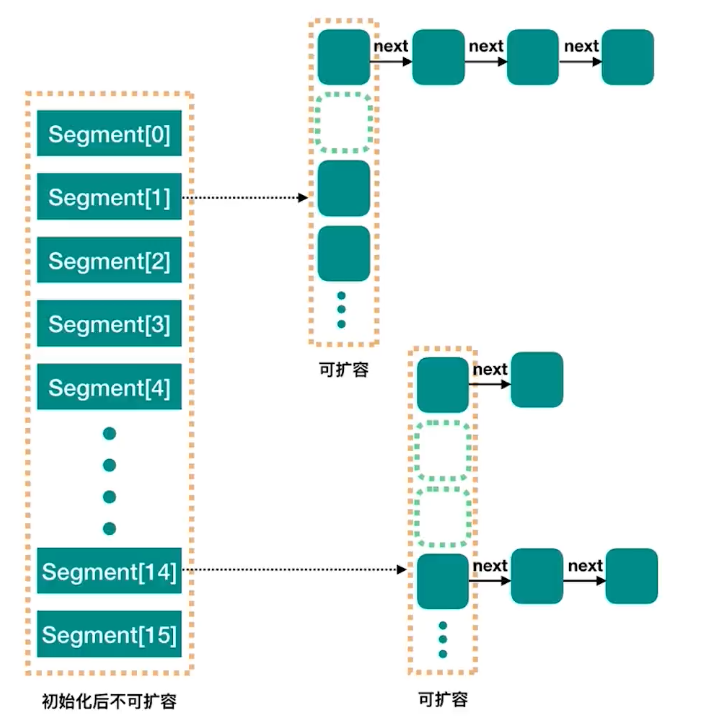 next next next
Segment[0]
Segment[1]
Segment[2]
Segment[3]
可扩容
Segment[4]
next
Segment[14]
next next
Segment[15]
初始化后不可扩容
可扩容